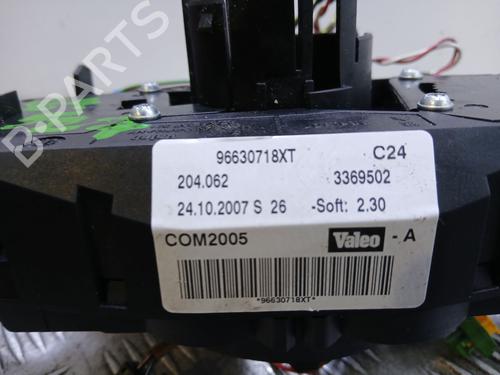 B-PARTS
96630718XT C24
204.062 3369502
24.10.2007 S 26 -Soft: 2.30
COM2005 Valeo - A
*96630718XT*